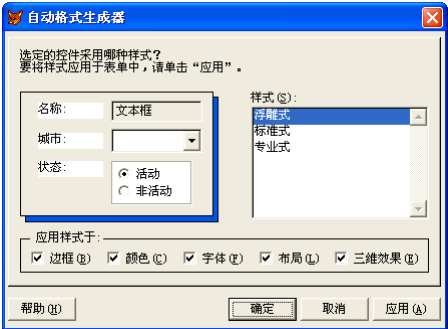 自动格式生成器
选定的控件采用哪种样式?
要将样式应用于表单中，请单击“应用”。
名称:
文本框
城市:
状态:
活动
非活动
样式(S):
浮雕式
标准式
专业式
应用样式于:
边框(B)
颜色(C)
字体(F)
布局(L)
三维效果(E)
帮助(H)
确定
取消
应用(A)